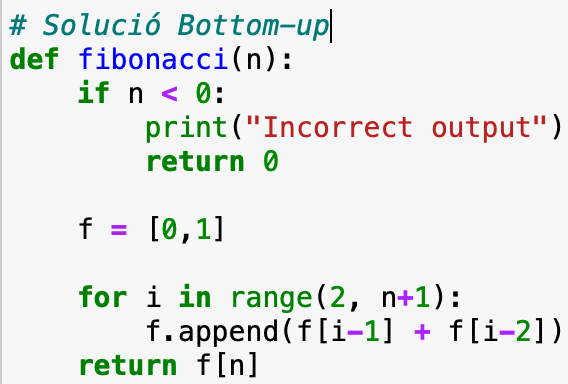 # Solució Bottom-up
def fibonacci(n):
    if n < 0:
        print("Incorrect output")
        return 0

    f = [0,1]

    for i in range(2, n+1):
        f.append(f[i-1] + f[i-2])
    return f[n]